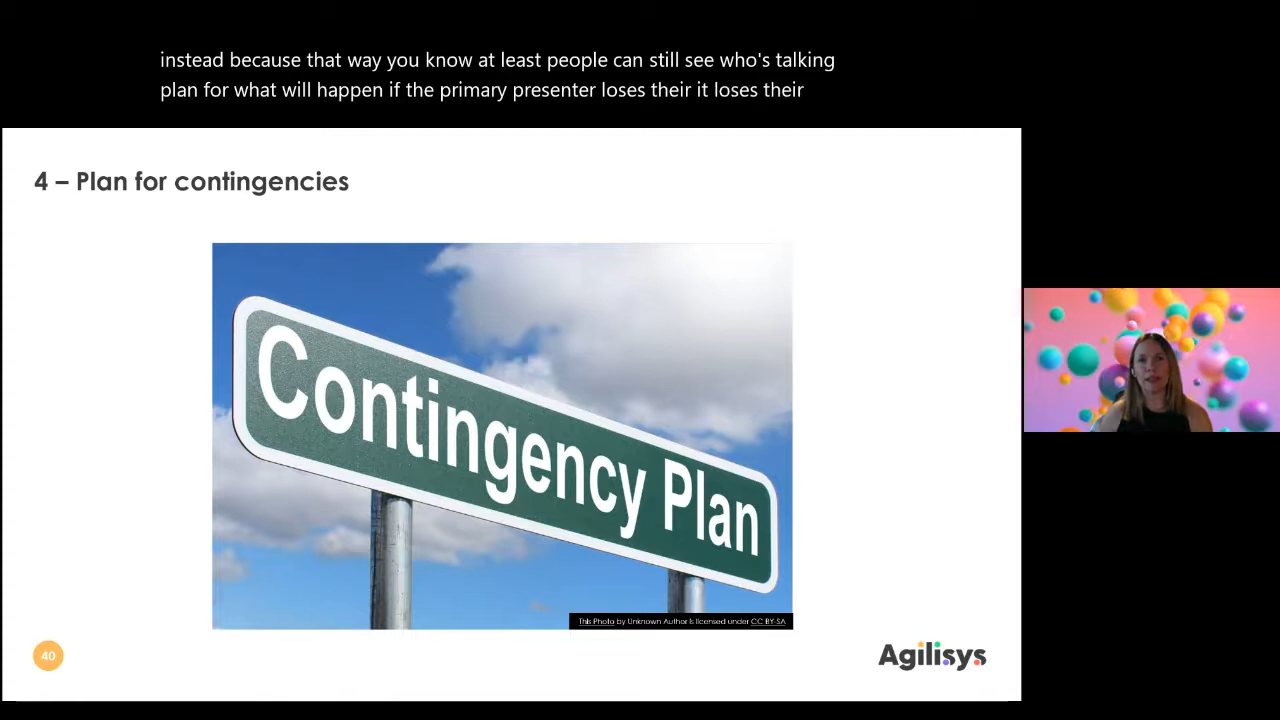 instead because that way you know at least people can still see who's talking
plan for what will happen if the primary presenter loses their it loses their
4 – Plan for contingencies
Contingency Plan
This Photo by Unknown Author is licensed under CC BY-SA
40
Agilisys